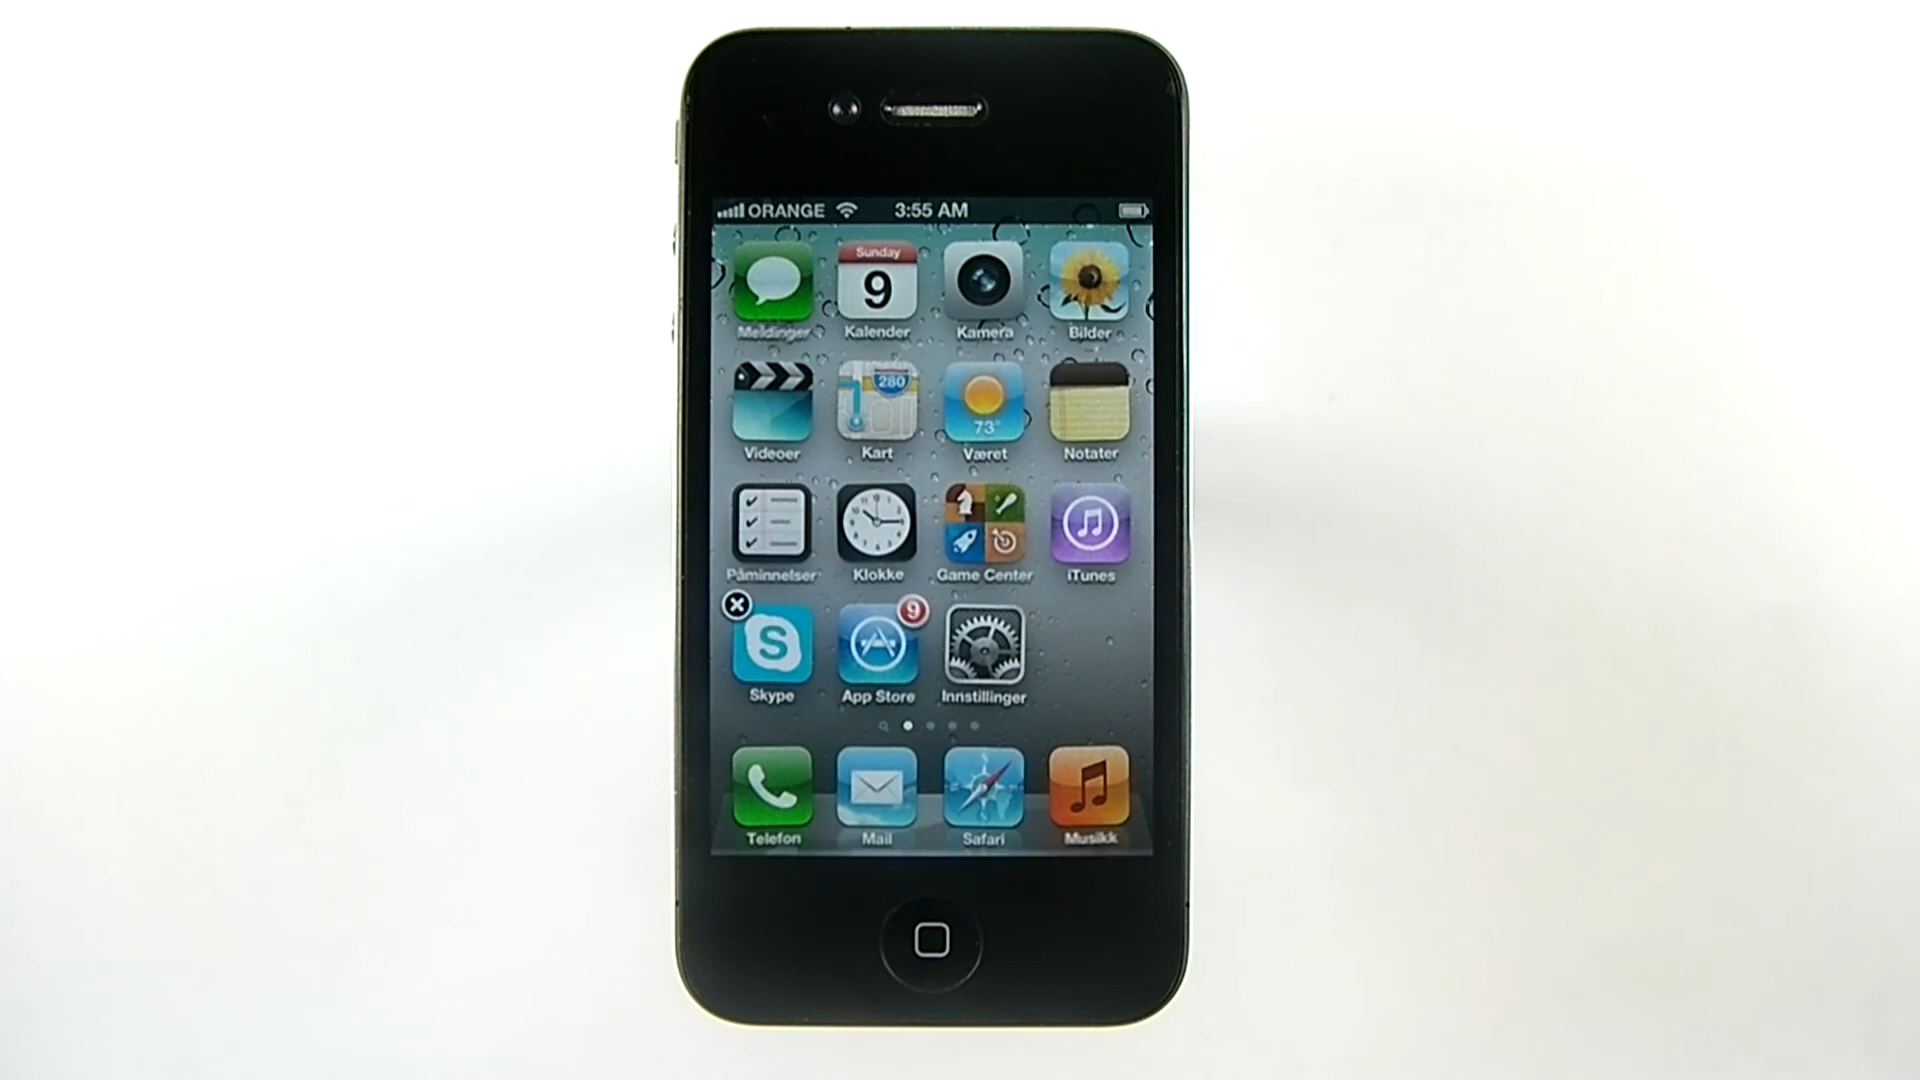 ORANGE 3:55 AM
Sunday
9
Meldinger Kalender Kamera Bilder
280
73°
Videoer Kart Været Notater
Påminnelser Klokke Game Center iTunes
9
S
Skype App Store Innstillinger
Telefon Mail Safari Musikk